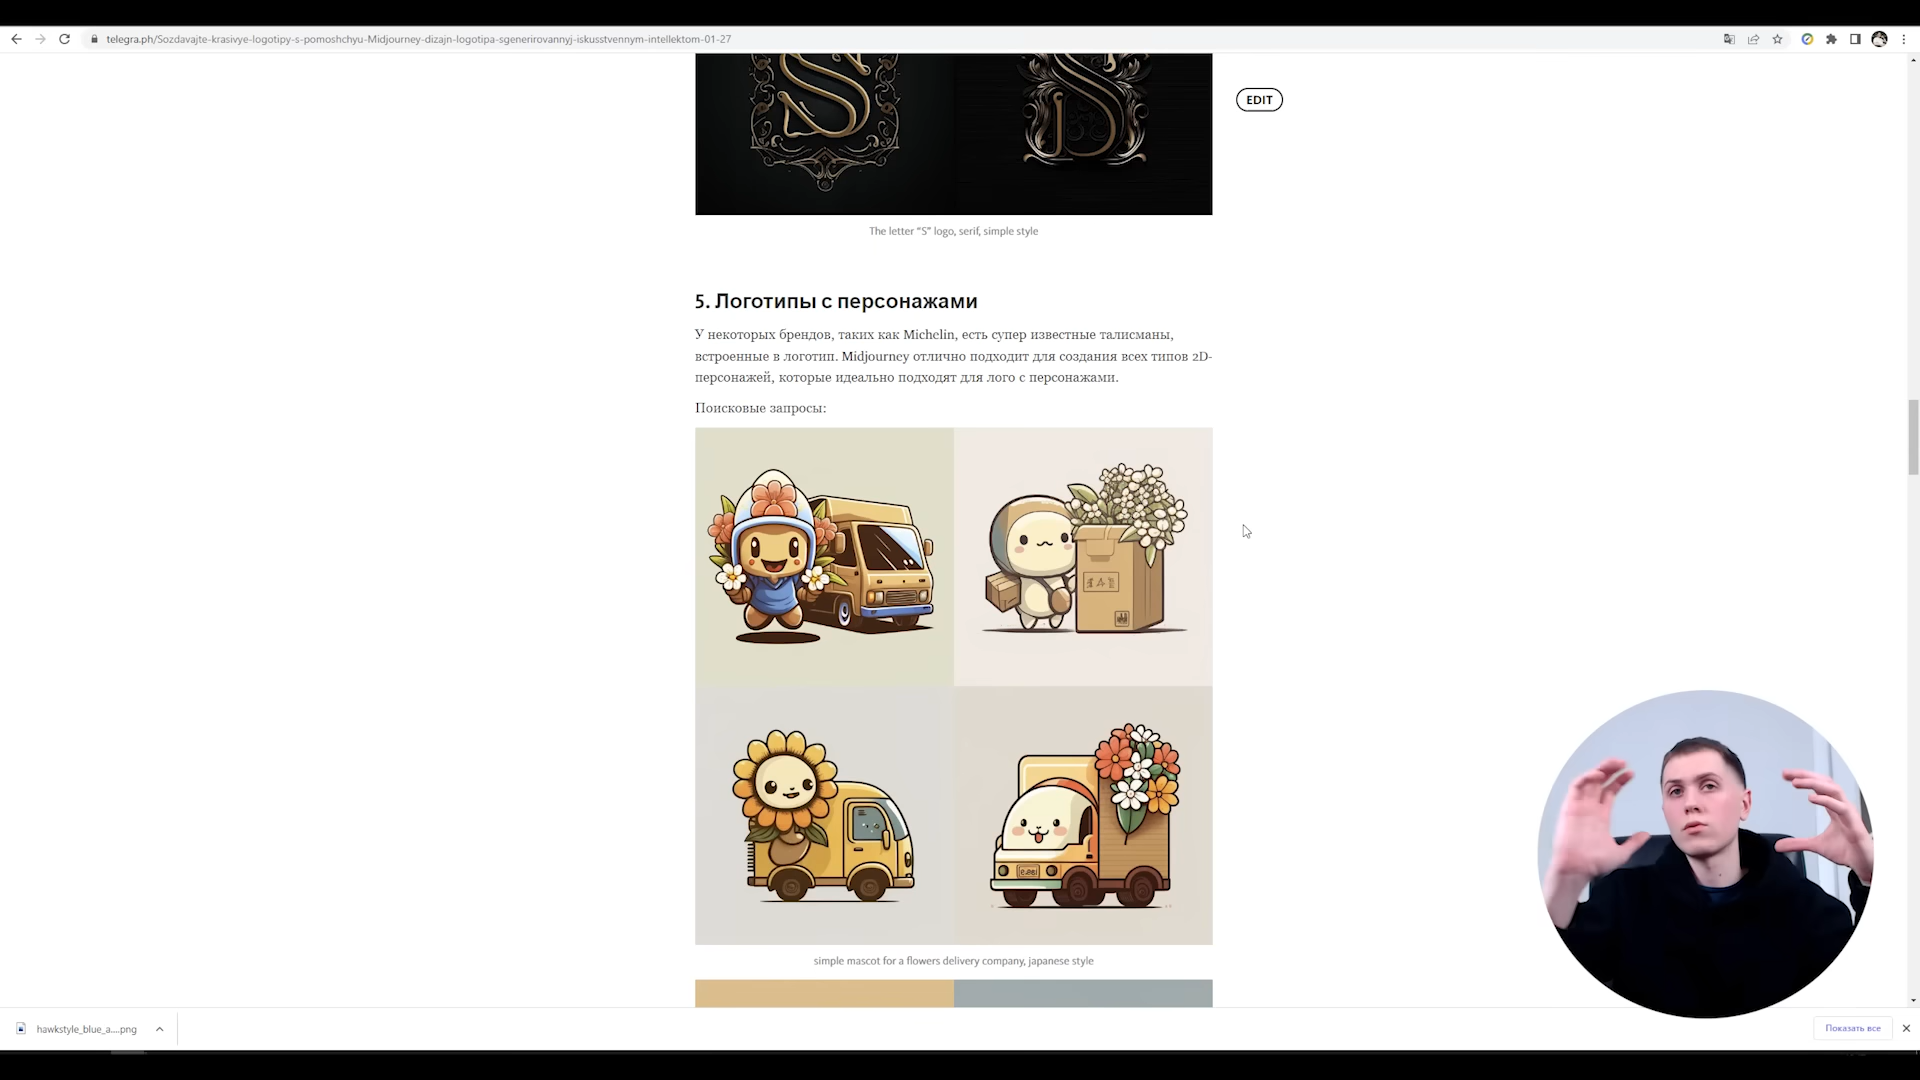 telegra.ph/Sozdavajte-krasivye-logotipy-s-pomoshchyu-Midjourney-dizajn-logotipa-sgenerirovannyj-iskusstvennym-intellektom-01-27
EDIT
The letter “S” logo, serif, simple style
5. Логотипы с персонажами
У некоторых брендов, таких как Michelin, есть супер известные талисманы,
встроенные в логотип. Midjourney отлично подходит для создания всех типов 2D-
персонажей, которые идеально подходят для лого с персонажами.
Поисковые запросы:
simple mascot for a flowers delivery company, japanese style
hawkstyle_blue_a....png
Показать все